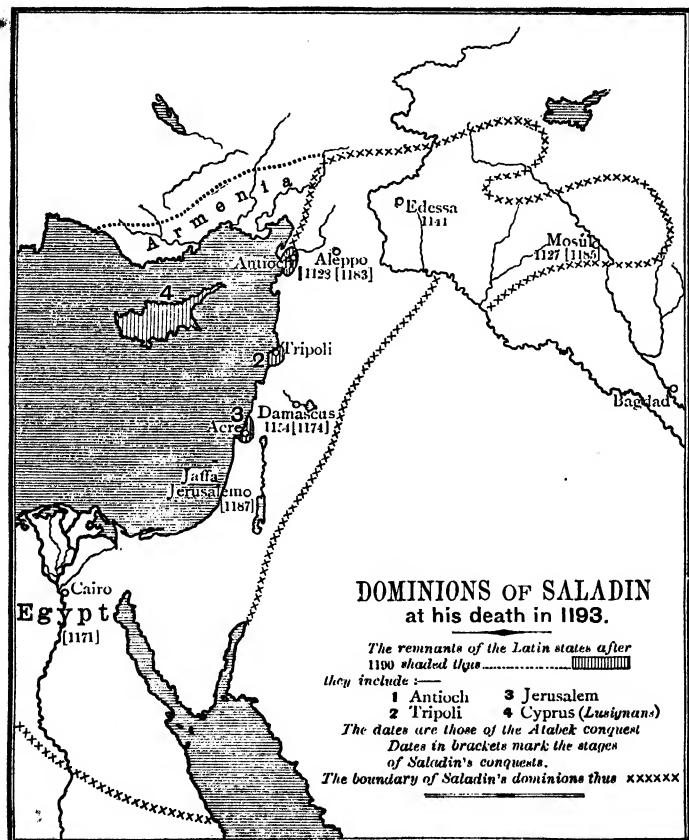 4
Armenia
Antioch
1
Aleppo
[1183]
Edessa
1141
Mosul
1127 [1185]
2
Tripoli
Bagdad
3
Damascus
[1174]
Acre
Jaffa
Jerusalem
[1187]
Cairo
Egypt
[1171]
DOMINIONS OF SALADIN
at his death in 1193.
The remnants of the Latin states after
1190 shaded thus
they include :—
1 Antioch 3 Jerusalem
2 Tripoli 4 Cyprus (Lusignans)
The dates are those of the Atabek conquest
Dates in brackets mark the stages
of Saladin's conquests.
The boundary of Saladin's dominions thus xxxxxx